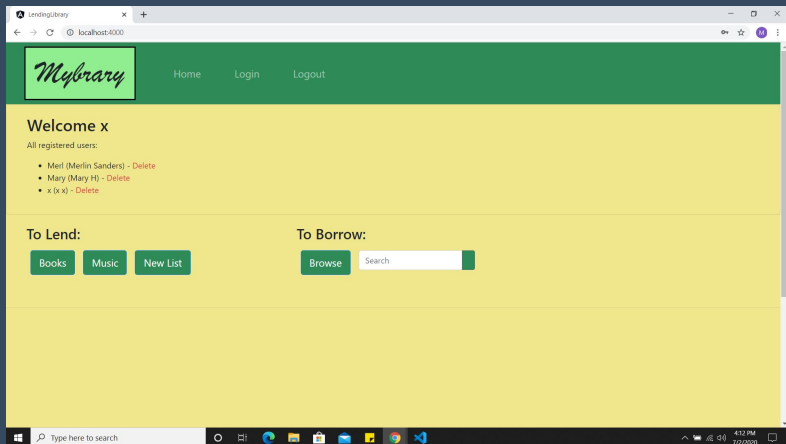 LendingLibrary
localhost:4000
M
Mybrary Home Login Logout
Welcome x
All registered users:
Merl (Merlin Sanders) - Delete
Mary (Mary H) - Delete
x (x x) - Delete
To Lend:
Books Music New List
To Borrow:
Browse Search
Type here to search
4:12 PM
7/2/2020